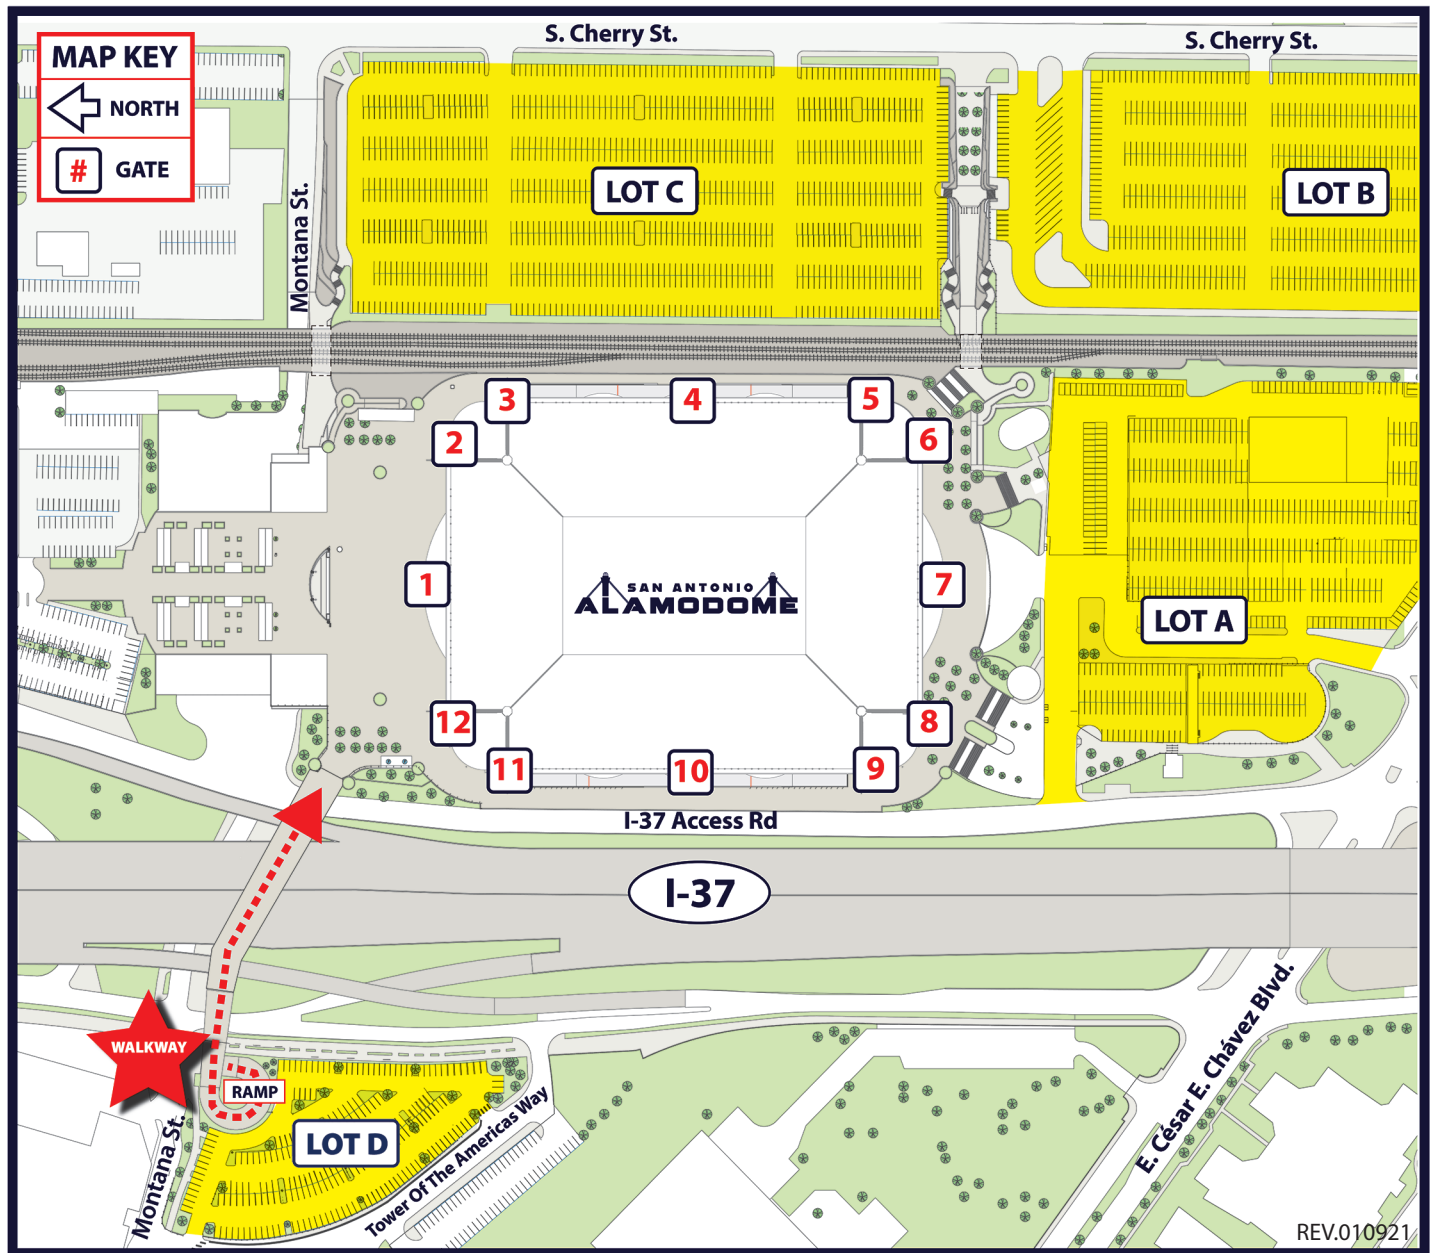 S. Cherry St.
S. Cherry St.
MAP KEY
NORTH
#
GATE
LOT C
LOT B
Montana St.
3
4
5
2
6
1
SAN ANTONIO
ALAMODOME
7
LOT A
12
8
11
10
9
I-37 Access Rd
I-37
WALKWAY
RAMP
LOT D
Montana St.
Tower Of The Americas Way
E. César E. Chávez Blvd.
REV.010921